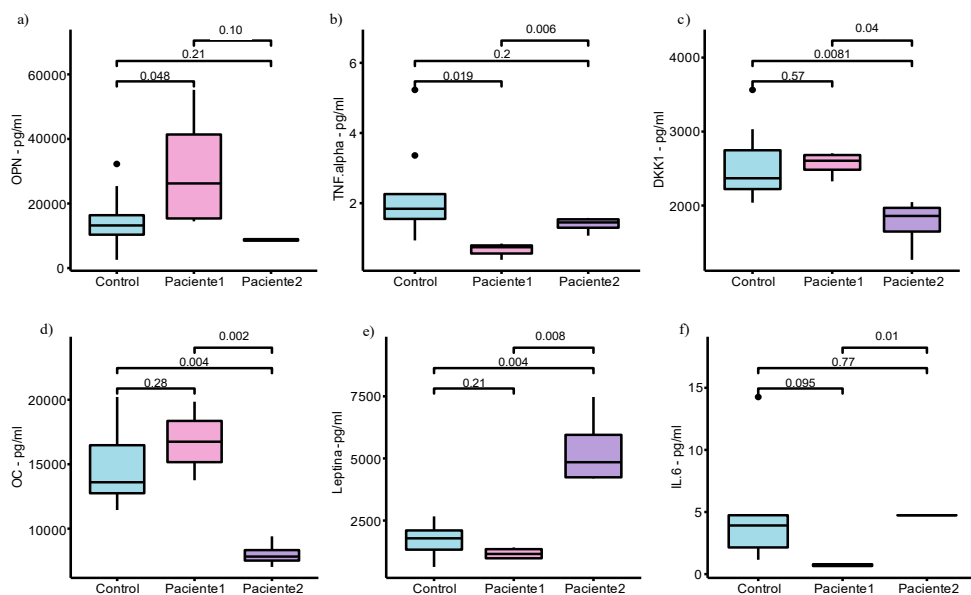 a)
0.10
0.21
0.048
OPN - pg/ml
60000
40000
20000
0
Control Paciente1 Paciente2
b)
0.006
0.2
0.019
TNF.alpha - pg/ml
6
4
2
Control Paciente1 Paciente2
c)
0.04
0.0081
0.57
DKK1 - pg/ml
4000
3000
2000
Control Paciente1 Paciente2
d)
0.002
0.004
0.28
OC - pg/ml
20000
15000
10000
Control Paciente1 Paciente2
e)
0.008
0.004
0.21
Leptina -pg/ml
7500
5000
2500
Control Paciente1 Paciente2
f)
0.01
0.77
0.095
IL.6 - pg/ml
15
10
5
0
Control Paciente1 Paciente2